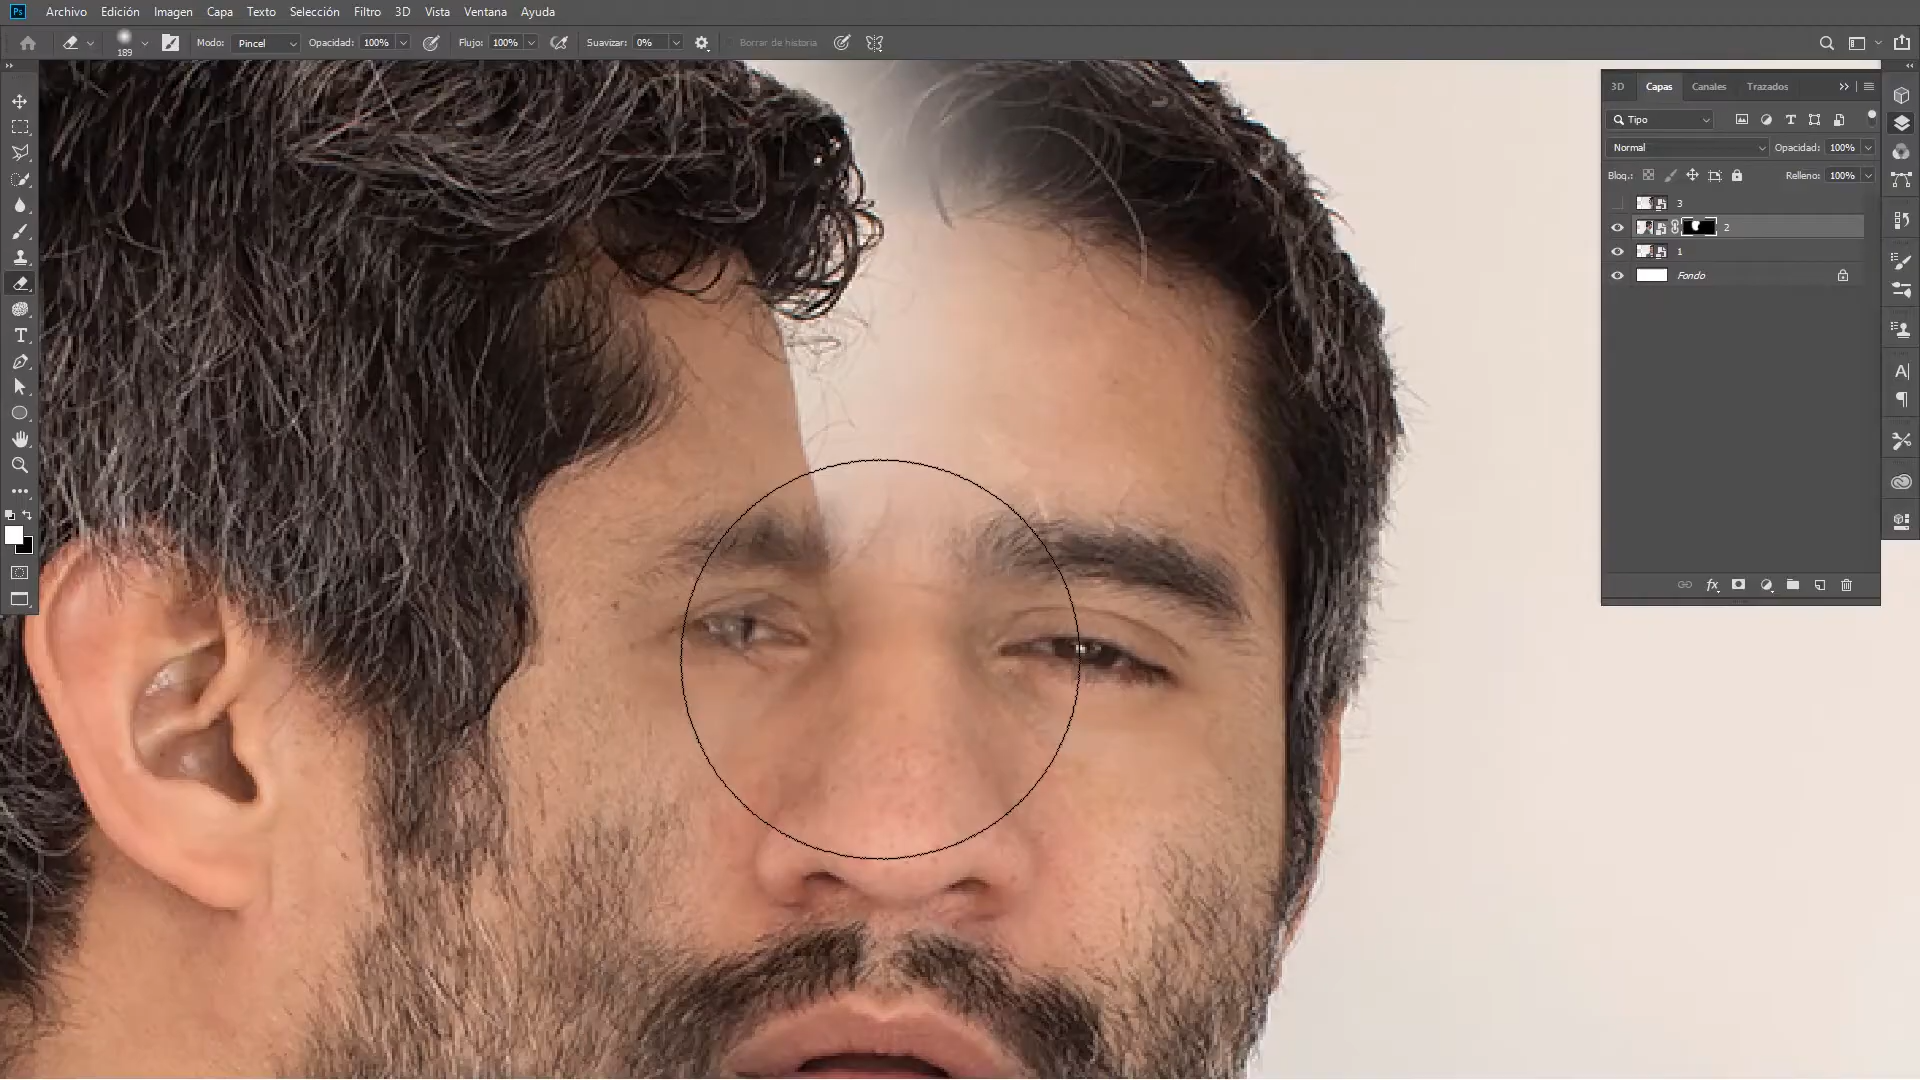 Ps Archivo Edición Imagen Capa Texto Selección Filtro 3D Vista Ventana Ayuda
189 Modo: Pincel Opacidad: 100% Flujo: 100% Suavizar: 0% Borrar de historia
3D Capas Canales Trazados
Tipo
Normal Opacidad: 100%
Bloq.: Relleno: 100%
3
2
1
Fondo